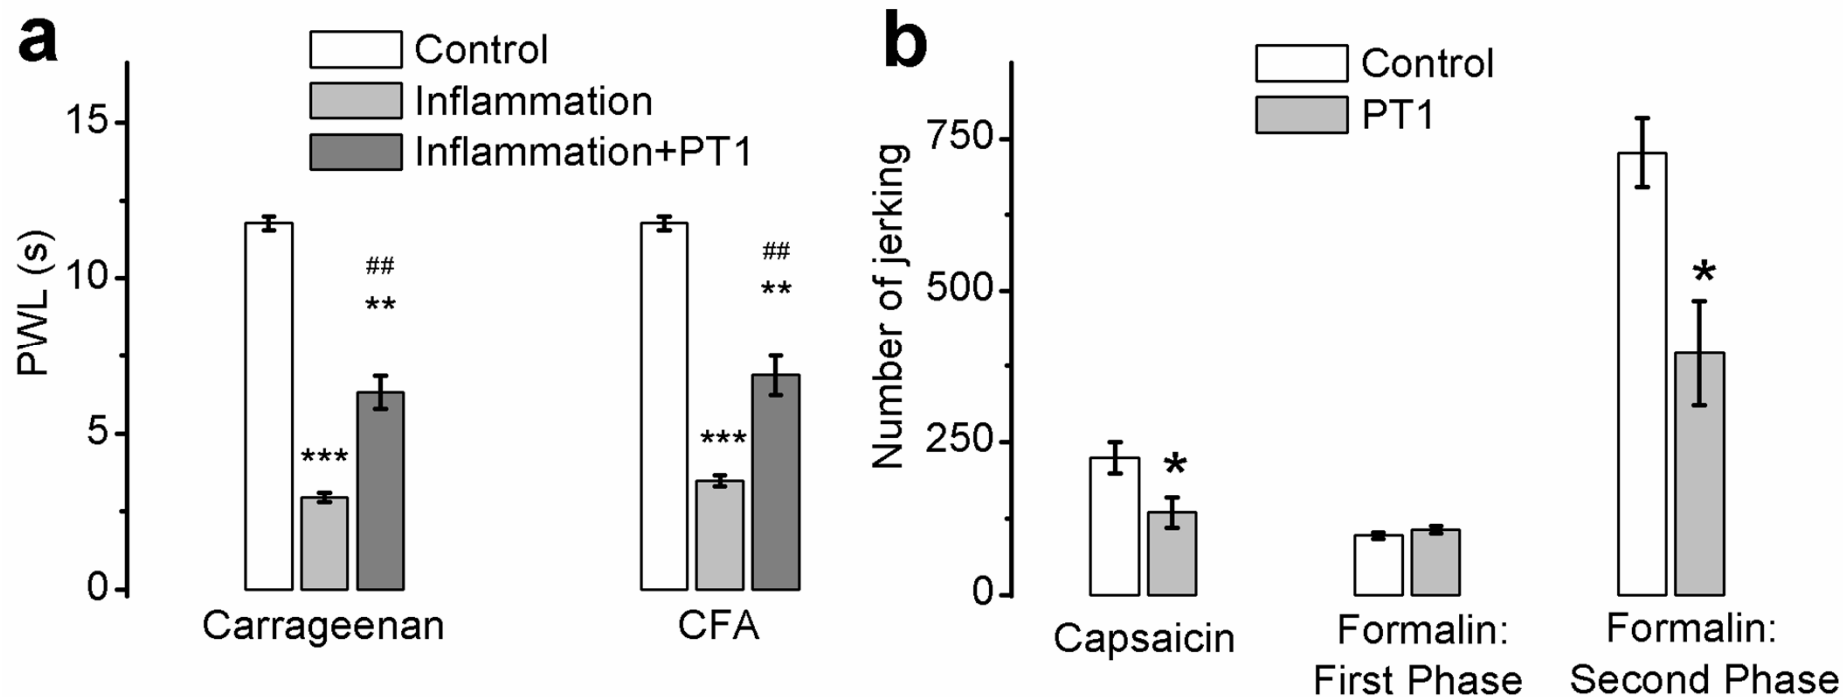 a
Control
Inflammation
Inflammation+PT1
15
10
5
0
PWL (s)
##
**
***
##
**
***
Carrageenan
CFA
b
Control
PT1
750
500
250
0
Number of jerking
*
*
Capsaicin
Formalin:
First Phase
Formalin:
Second Phase